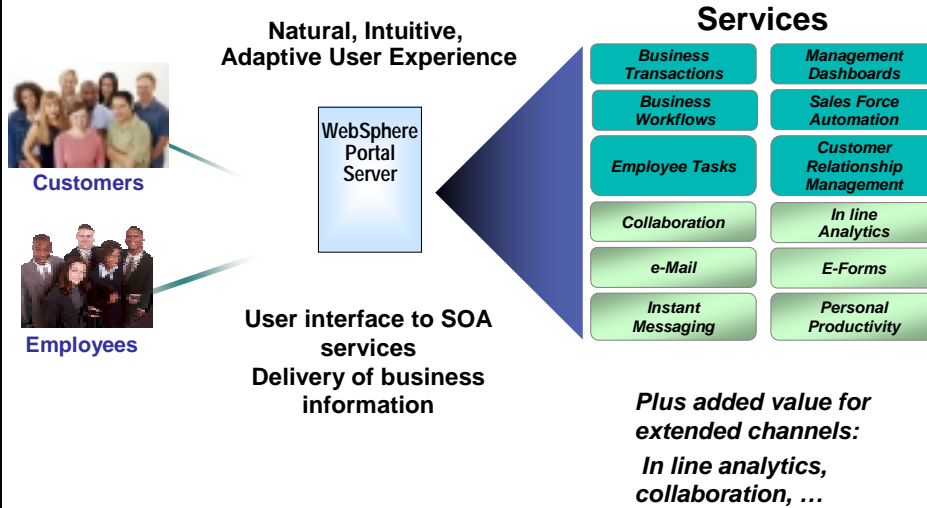 Natural, Intuitive,
Adaptive User Experience
Customers
Employees
WebSphere
Portal
Server
User interface to SOA
services
Delivery of business
information
Services
Business
Transactions
Management
Dashboards
Business
Workflows
Sales Force
Automation
Employee Tasks
Customer
Relationship
Management
Collaboration
In line
Analytics
e-Mail
E-Forms
Instant
Messaging
Personal
Productivity
Plus added value for
extended channels:
In line analytics,
collaboration, …